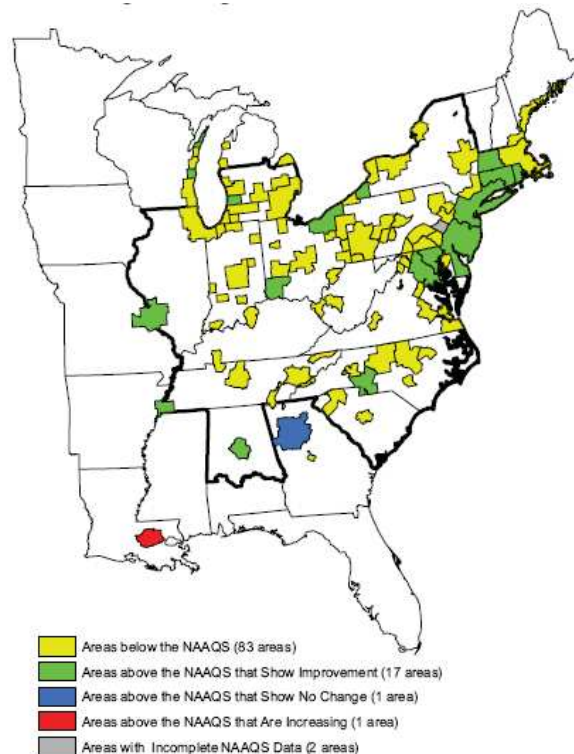 Areas below the NAAQS (83 areas)
Areas above the NAAQS that Show Improvement (17 areas)
Areas above the NAAQS that Show No Change (1 area)
Areas above the NAAQS that Are Increasing (1 area)
Areas with Incomplete NAAQS Data (2 areas)